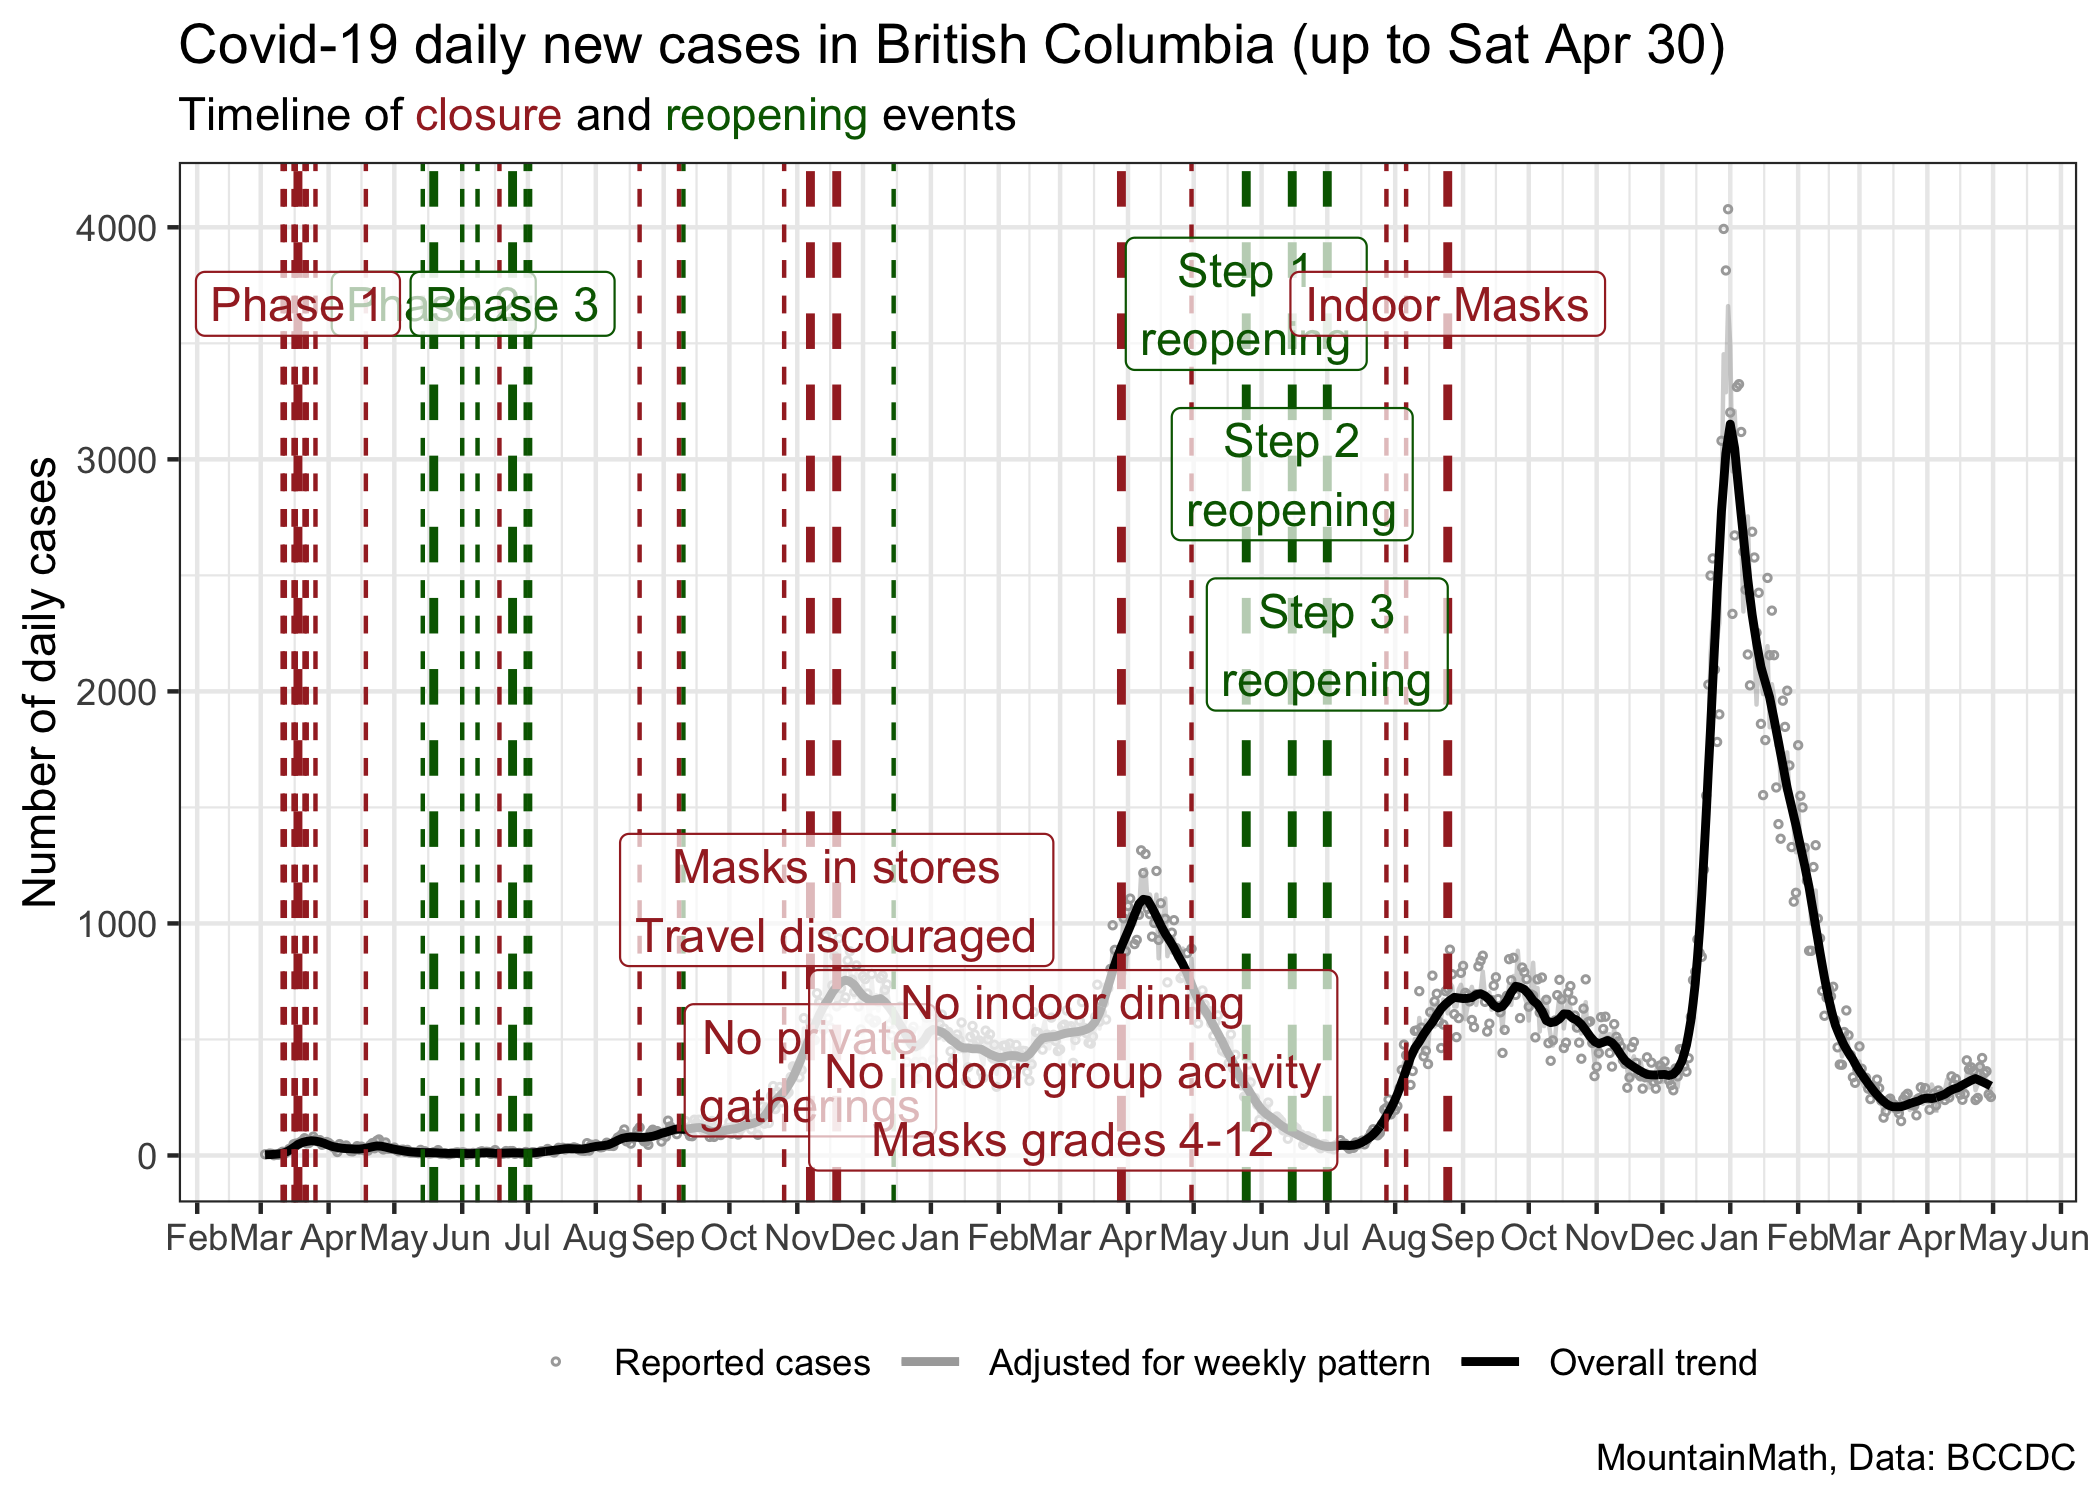 Covid-19 daily new cases in British Columbia (up to Sat Apr 30)
Timeline of closure and reopening events
Number of daily cases
4000
3000
2000
1000
0
Phase 1
Phase 2
Phase 3
Step 1
reopening
Indoor Masks
Step 2
reopening
Step 3
reopening
Masks in stores
Travel discouraged
No private
gatherings
No indoor dining
No indoor group activity
Masks grades 4-12
Feb Mar Apr May Jun Jul Aug Sep Oct Nov Dec Jan Feb Mar Apr May Jun Jul Aug Sep Oct Nov Dec Jan Feb Mar Apr May Jun
Reported cases Adjusted for weekly pattern Overall trend
MountainMath, Data: BCCDC